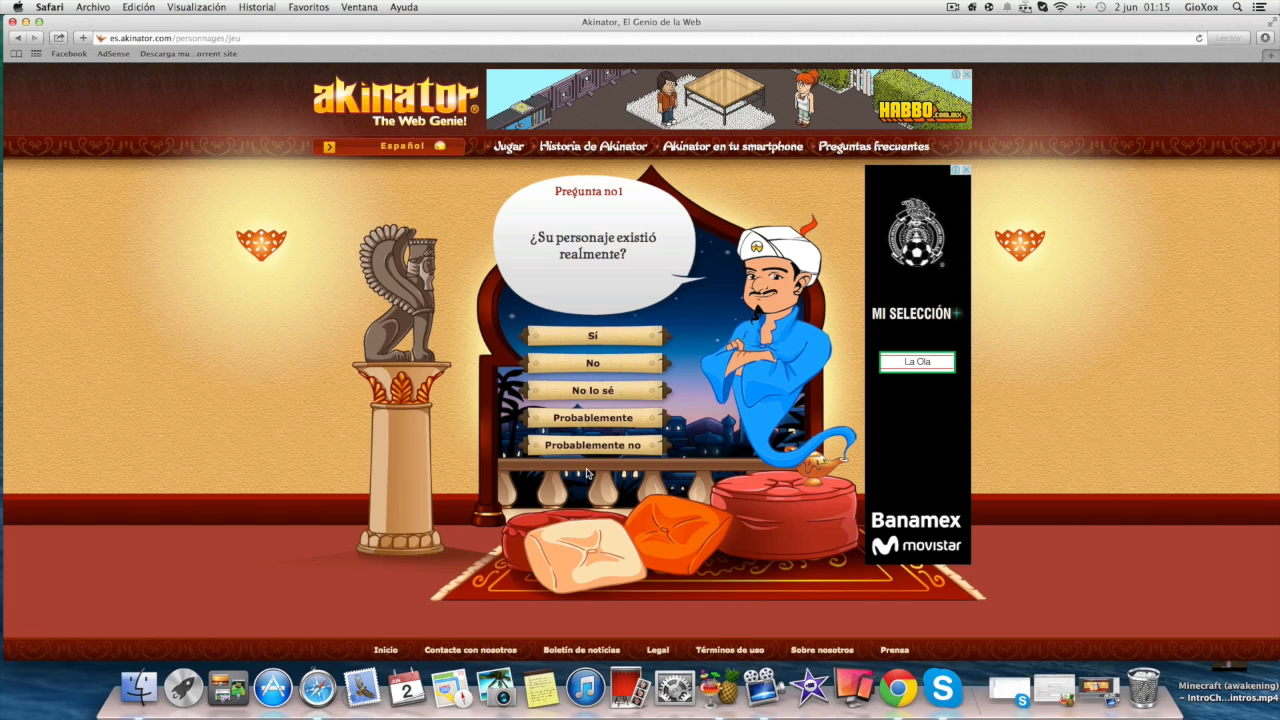 Safari Archivo Edición Visualización Historial Favoritos Ventana Ayuda 2 jun 01:15 GioXox
Akinator, El Genio de la Web
es.akinator.com/personnages/jeu Lector
Facebook AdSense Descarga mu...orrent site
akinator®
The Web Genie!
HABBO.com.mx
Español
Jugar Historia de Akinator Akinator en tu smartphone Preguntas frecuentes
Pregunta no1
¿Su personaje existió
realmente?
Sí
No
No lo sé
Probablemente
Probablemente no
MI SELECCIÓN
La Ola
Banamex
movistar
Inicio Contacte con nosotros Boletín de noticias Legal Términos de uso Sobre nosotros Prensa
JUN
2
Minecraft (awakening)
- IntroCh...intros.mp4